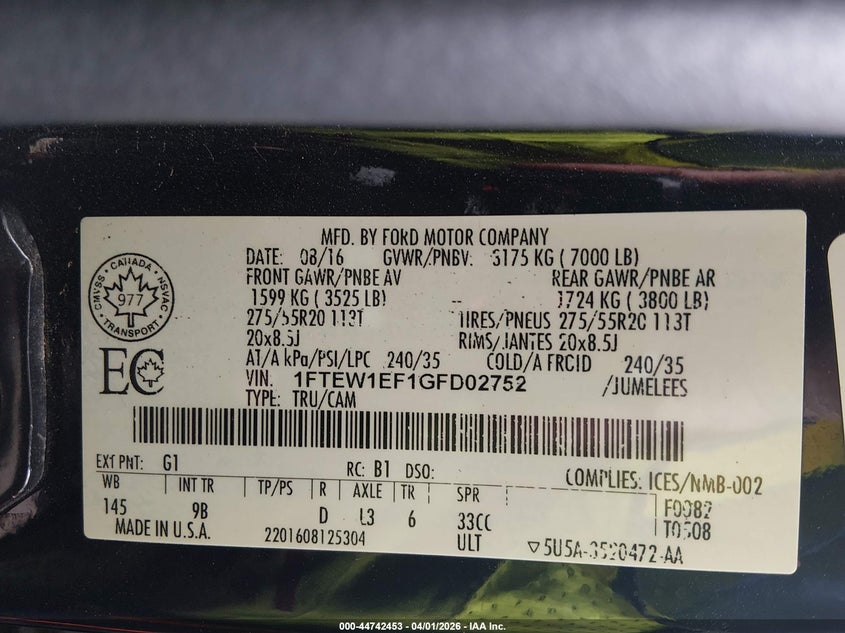 MFD. BY FORD MOTOR COMPANY
DATE: 08/16 GVWR/PNBV: 3175 KG ( 7000 LB)
FRONT GAWR/PNBE AV REAR GAWR/PNBE AR
1599 KG ( 3525 LB) -- 1724 KG ( 3800 LB)
275/55R20 113T TIRES/PNEUS 275/55R20 113T
20x8.5J RIMS/JANTES 20x8.5J
AT/A kPa/PSI/LPC 240/35 COLD/A FROID 240/35
VIN: 1FTEW1EF1GFD02752 /JUMELEES
TYPE: TRU/CAM
CANADA
CMVSS NSVAC
977
TRANSPORT
EC
EXT PNT: G1 RC: B1 DSO: COMPLIES: ICES/NMB-002
WB INT TR TP/PS R AXLE TR SPR
145 9B D L3 6 33CC
F0082
T0508
MADE IN U.S.A. 2201608125304 ULT ▽5U5A-3520472-AA
000-44742453 - 04/01/2026 - IAA Inc.